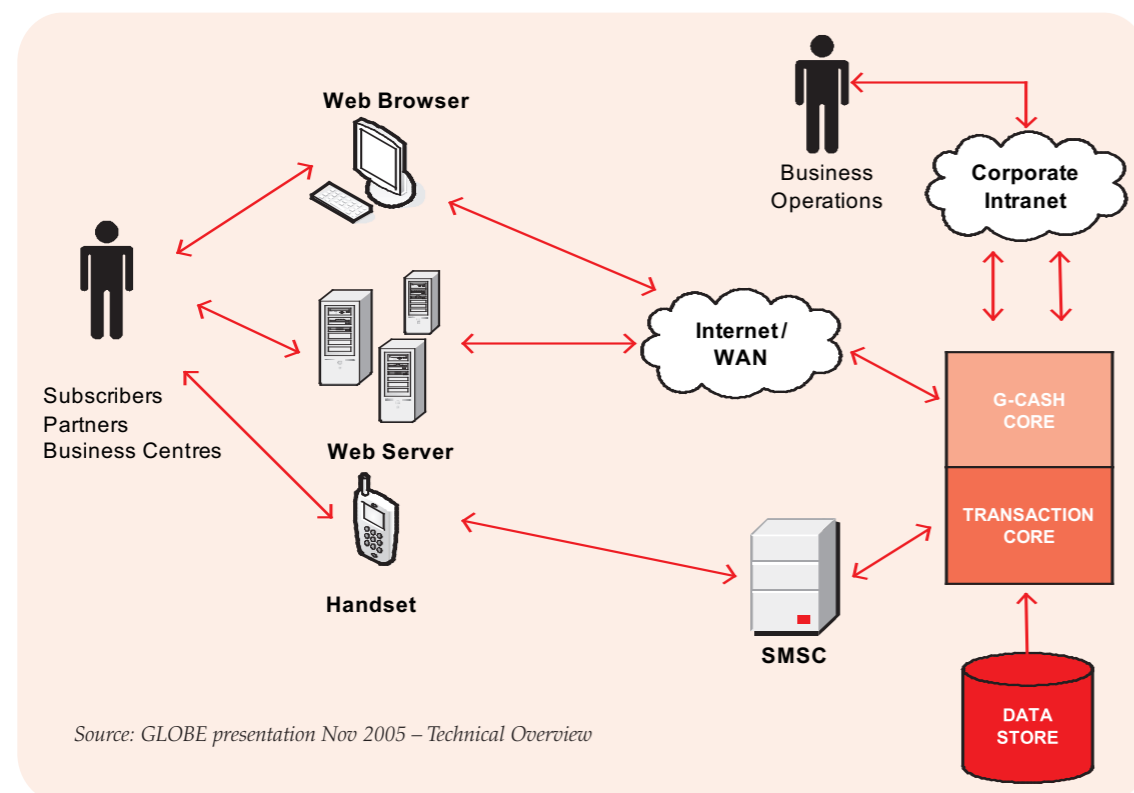 Web Browser
Business
Operations
Corporate
Intranet
Subscribers
Partners
Business Centres
Web Server
Internet/
WAN
G-CASH
CORE
TRANSACTION
CORE
Handset
SMSC
DATA
STORE
Source: GLOBE presentation Nov 2005 – Technical Overview